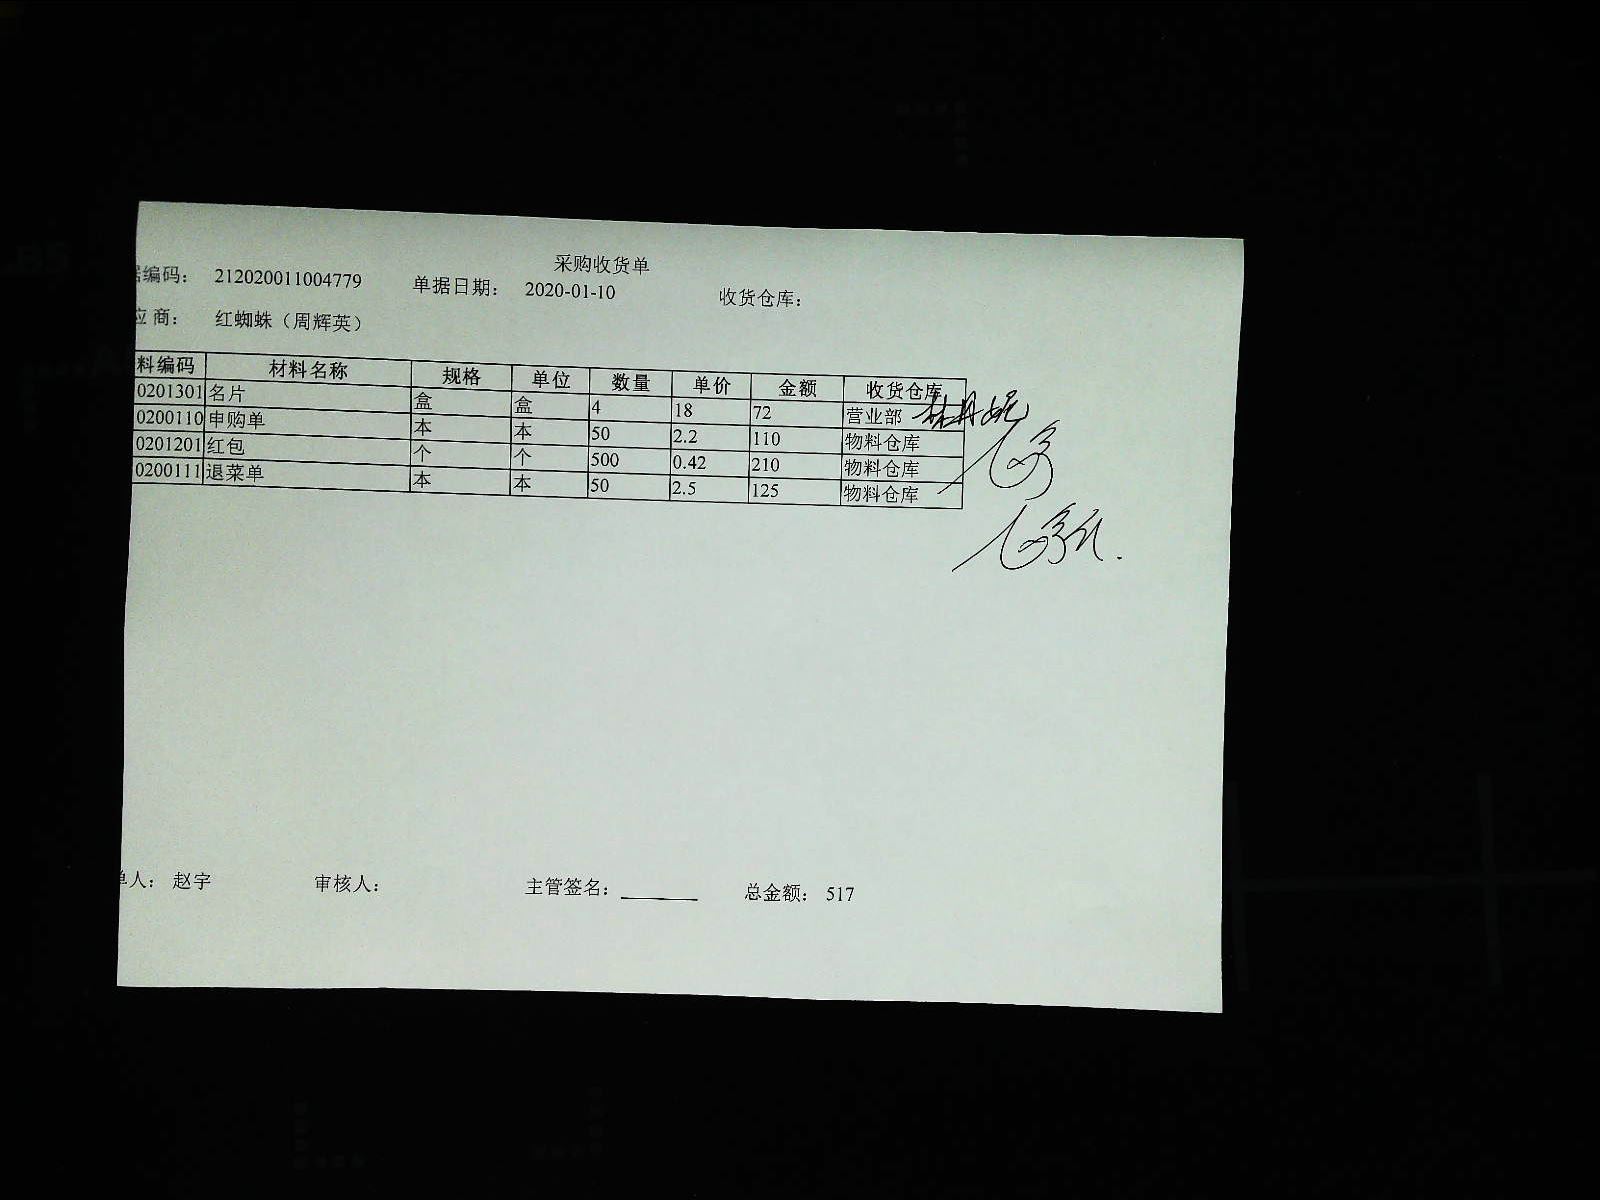 采购收货单
编码： 212020011004779 单据日期： 2020-01-10 收货仓库：
应 商： 红蜘蛛（周辉英）
料编码 材料名称 规格 单位 数量 单价 金额 收货仓库
0201301 名片 盒 盒 4 18 72 营业部
0200110 申购单 本 本 50 2.2 110 物料仓库
0201201 红包 个 个 500 0.42 210 物料仓库
0200111 退菜单 本 本 50 2.5 125 物料仓库
单人： 赵宇 审核人： 主管签名： 总金额： 517